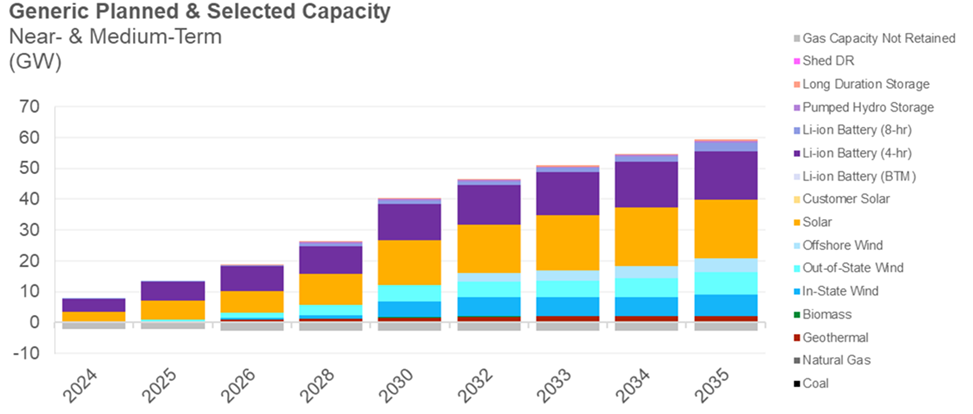 Generic Planned & Selected Capacity
Near- & Medium-Term
(GW)
70
60
50
40
30
20
10
0
-10
2024
2025
2026
2028
2030
2032
2033
2034
2035
Gas Capacity Not Retained
Shed DR
Long Duration Storage
Pumped Hydro Storage
Li-ion Battery (8-hr)
Li-ion Battery (4-hr)
Li-ion Battery (BTM)
Customer Solar
Solar
Offshore Wind
Out-of-State Wind
In-State Wind
Biomass
Geothermal
Natural Gas
Coal